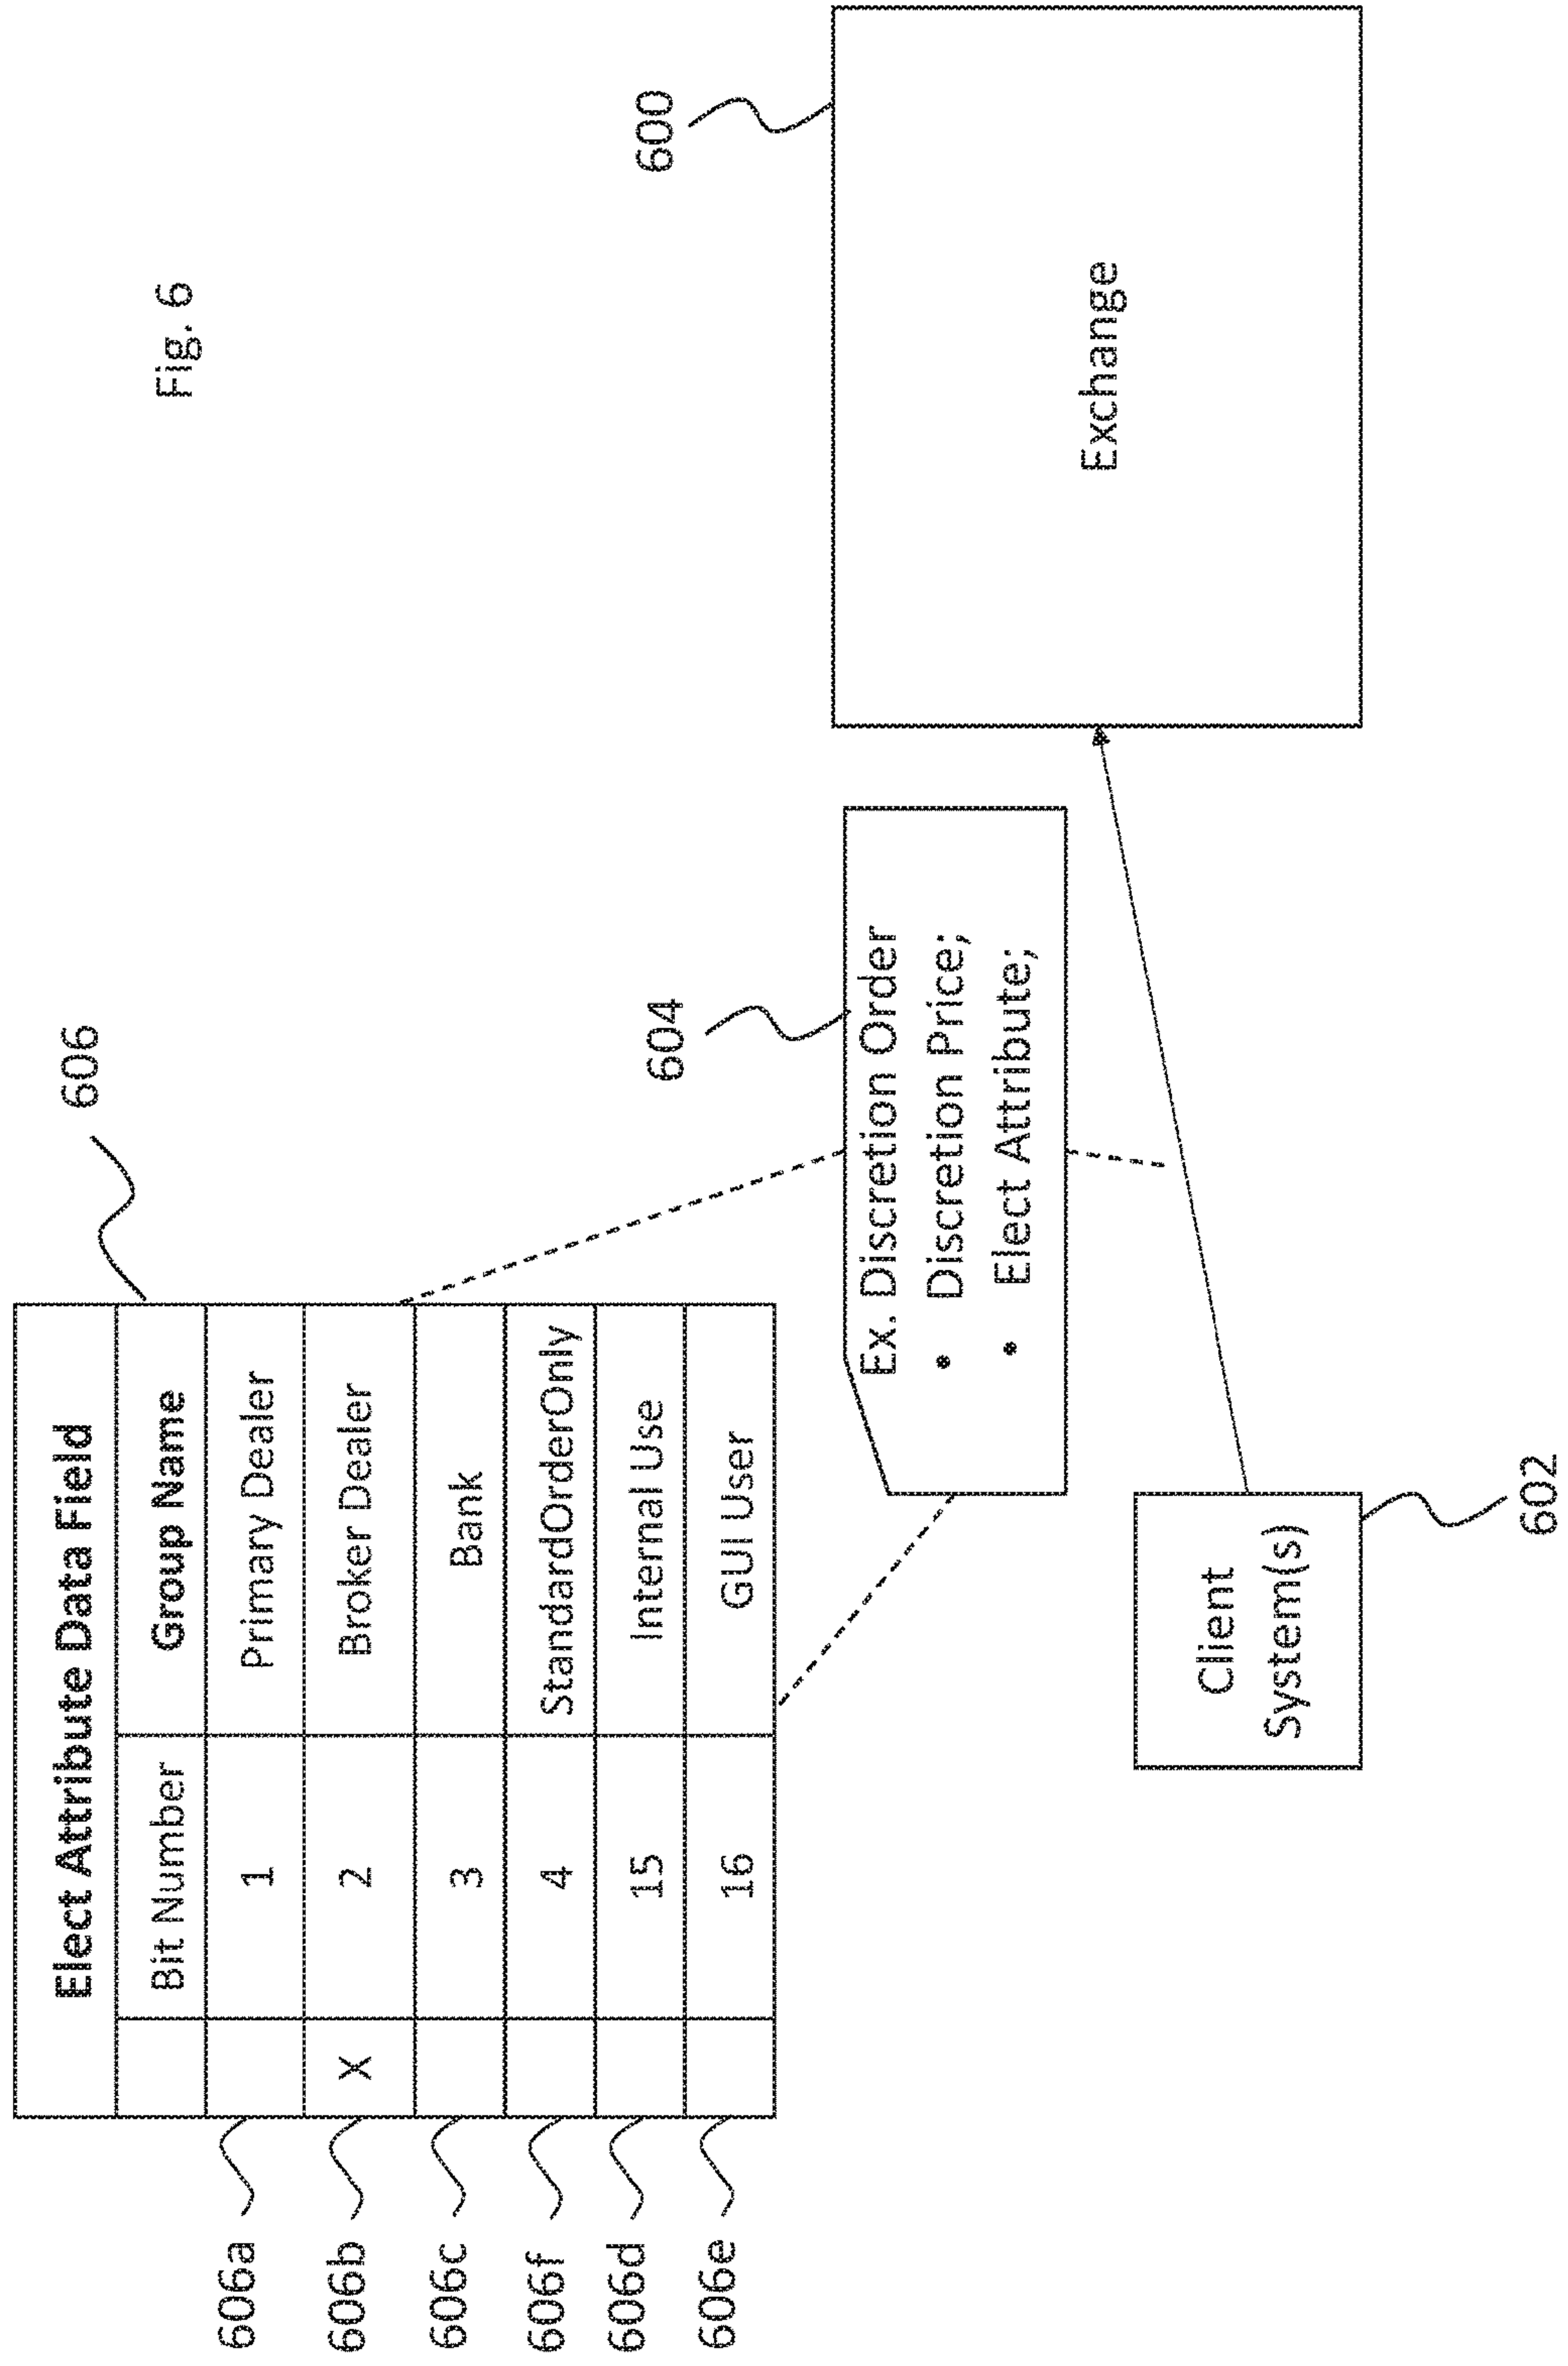 Fig. 6
606
Elect Attribute Data Field
Bit Number Group Name
606a 1 Primary Dealer
606b X 2 Broker Dealer
606c 3 Bank
606f 4 StandardOrderOnly
606d 15 Internal Use
606e 16 GUI User
604
Ex. Discretion Order
• Discretion Price;
• Elect Attribute;
600
Exchange
Client
System(s)
602